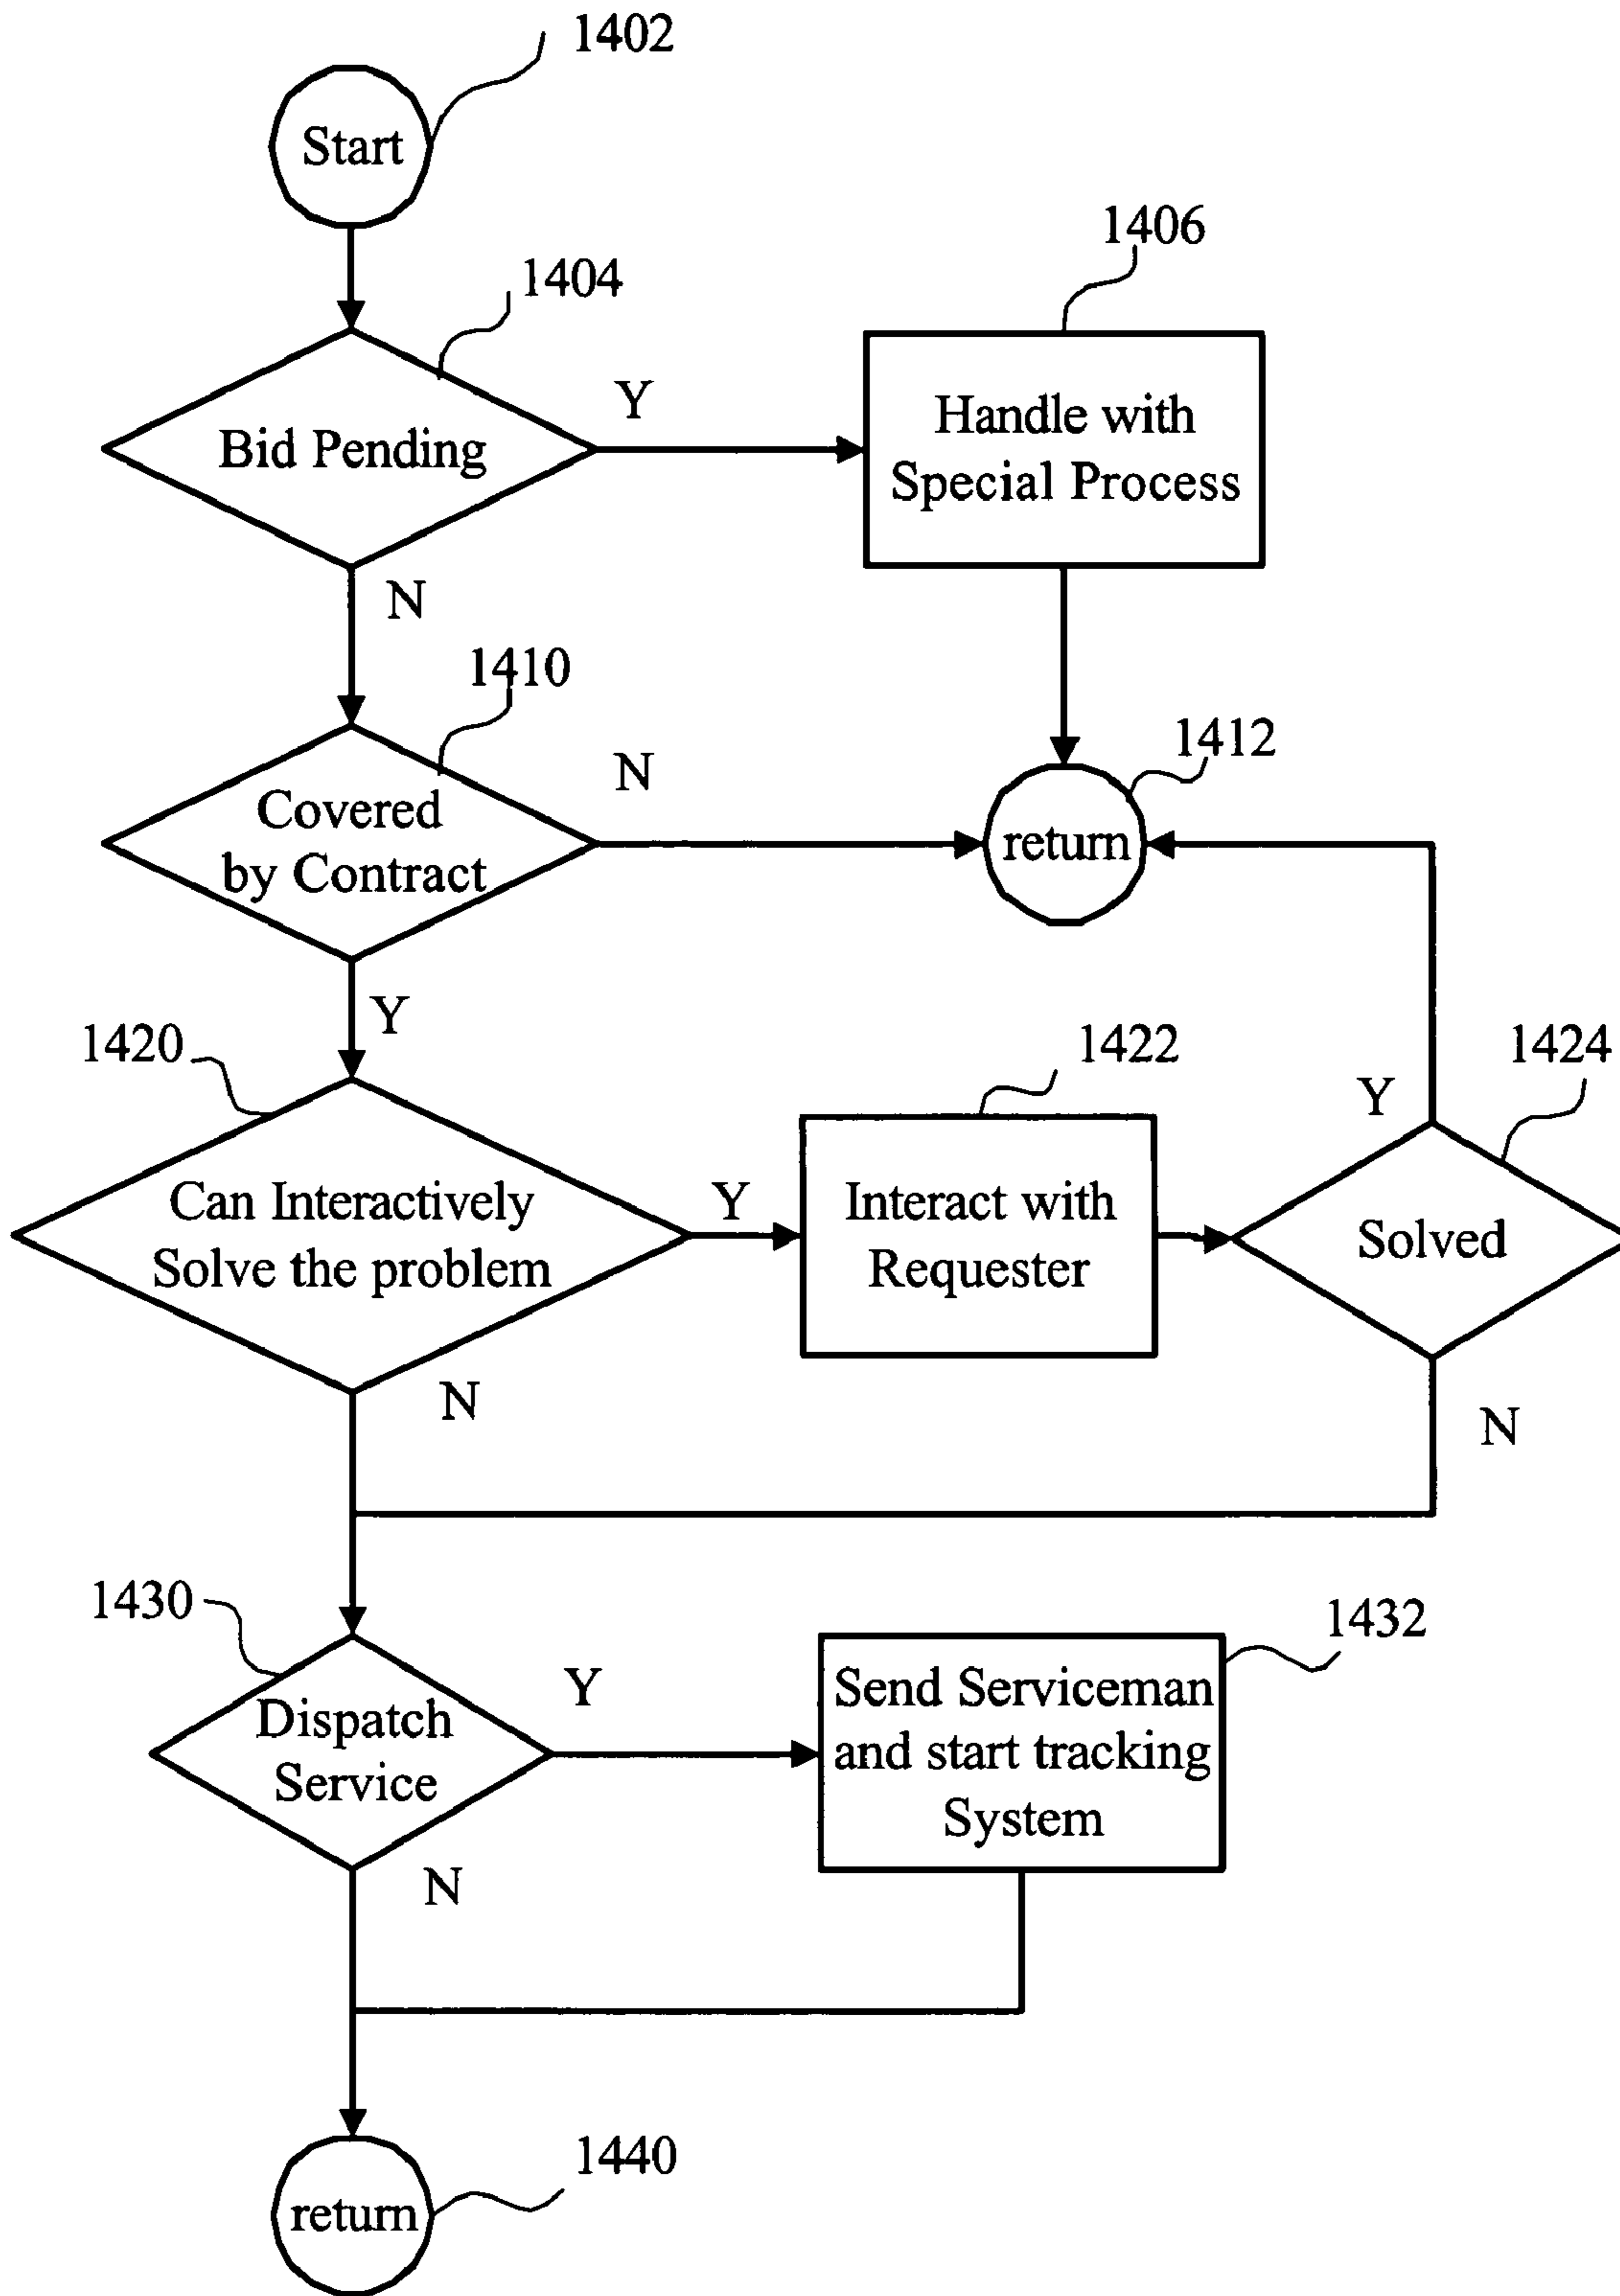 1402
Start
1404
1406
Y
Handle with
Special Process
Bid Pending
N
1410
1412
N
Covered
by Contract
return
Y
1420
1422
1424
Y
Can Interactively
Solve the problem
Y
Interact with
Requester
Solved
N
N
1430
1432
Y
Send Serviceman
and start tracking
System
Dispatch
Service
N
1440
return